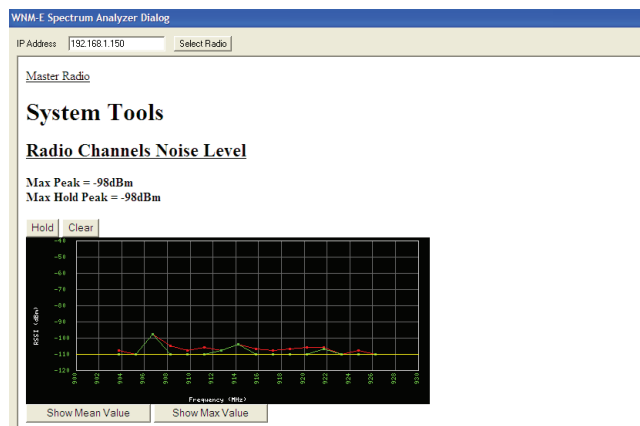 WNM-E Spectrum Analyzer Dialog
IP Address 192.168.1.150 Select Radio
Master Radio
System Tools
Radio Channels Noise Level
Max Peak = -98dBm
Max Hold Peak = -98dBm
Hold Clear
-40
-50
-60
-70
-80
-90
-100
-110
-120
RSSI (dBm)
900 902 904 906 908 910 912 914 916 918 920 922 924 926 928 930
Frequency (MHz)
Show Mean Value Show Max Value